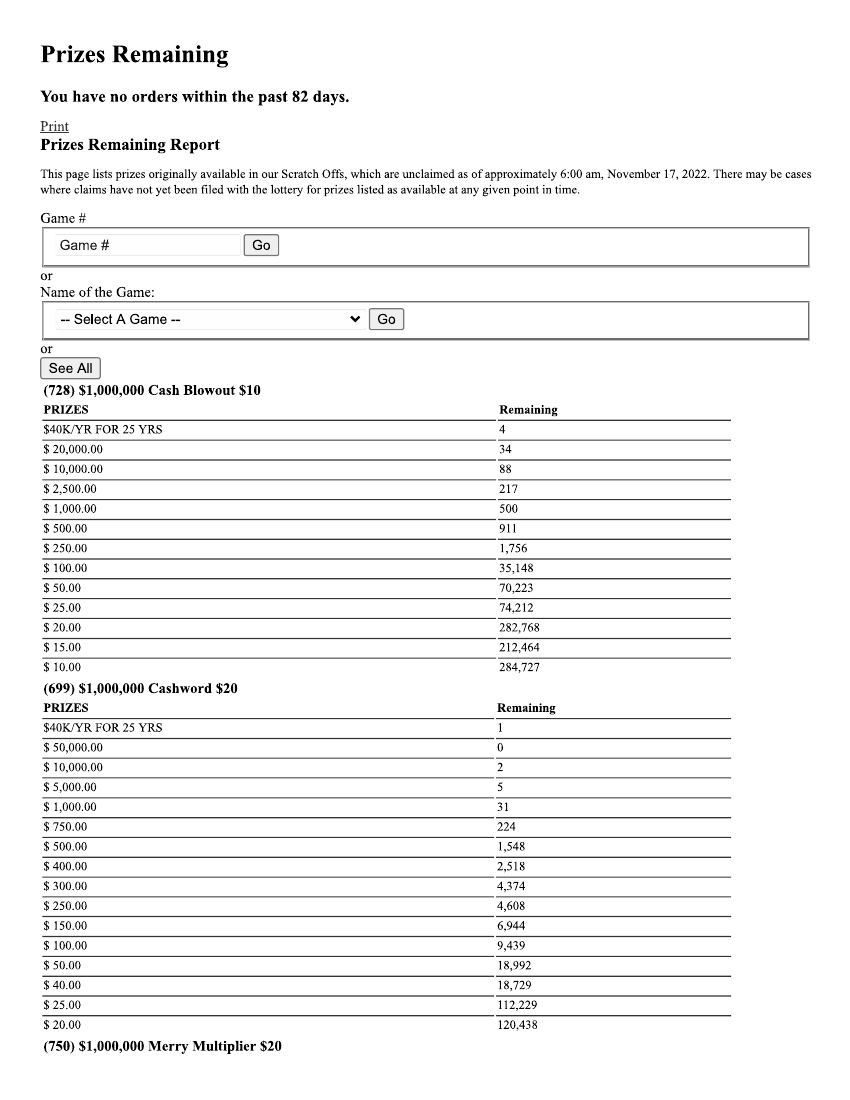 Prizes Remaining
You have no orders within the past 82 days.
Print
Prizes Remaining Report
This page lists prizes originally available in our Scratch Offs, which are unclaimed as of approximately 6:00 am, November 17, 2022. There may be cases
where claims have not yet been filed with the lottery for prizes listed as available at any given point in time.
Game #
Game # Go
or
Name of the Game:
-- Select A Game -- Go
or
See All
(728) $1,000,000 Cash Blowout $10
PRIZES Remaining
$40K/YR FOR 25 YRS 4
$ 20,000.00 34
$ 10,000.00 88
$ 2,500.00 217
$ 1,000.00 500
$ 500.00 911
$ 250.00 1,756
$ 100.00 35,148
$ 50.00 70,223
$ 25.00 74,212
$ 20.00 282,768
$ 15.00 212,464
$ 10.00 284,727
(699) $1,000,000 Cashword $20
PRIZES Remaining
$40K/YR FOR 25 YRS 1
$ 50,000.00 0
$ 10,000.00 2
$ 5,000.00 5
$ 1,000.00 31
$ 750.00 224
$ 500.00 1,548
$ 400.00 2,518
$ 300.00 4,374
$ 250.00 4,608
$ 150.00 6,944
$ 100.00 9,439
$ 50.00 18,992
$ 40.00 18,729
$ 25.00 112,229
$ 20.00 120,438
(750) $1,000,000 Merry Multiplier $20